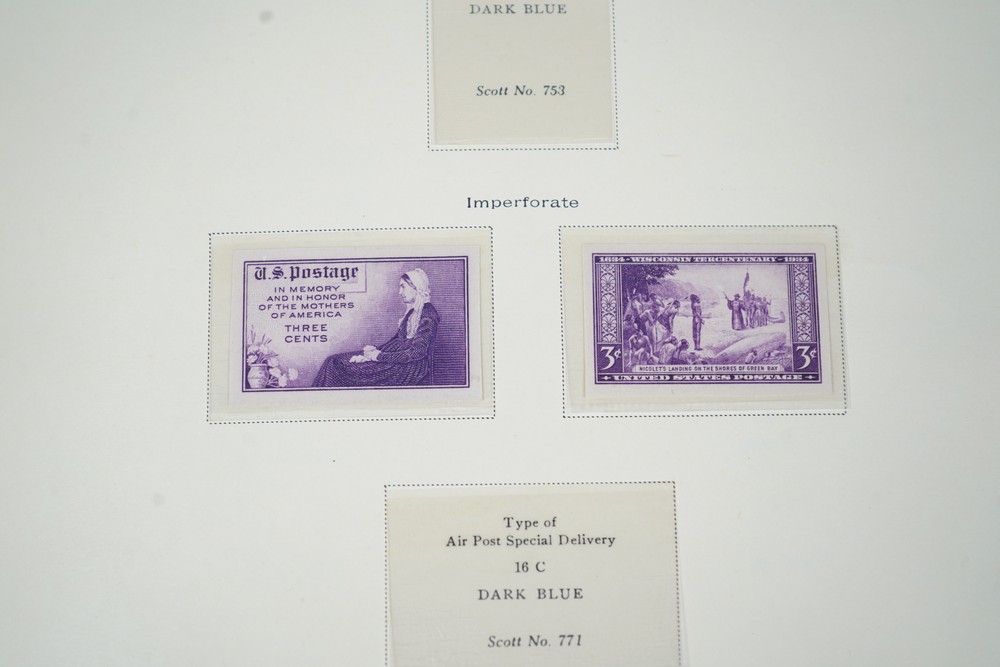 DARK BLUE
Scott No. 753
Imperforate
U.S. Postage
IN MEMORY
AND IN HONOR
OF THE MOTHERS
OF AMERICA
THREE
CENTS
1634 - WISCONSIN TERCENTENARY - 1934
3¢ 3¢
NICOLET'S LANDING ON THE SHORES OF GREEN BAY
UNITED STATES POSTAGE
Type of
Air Post Special Delivery
16 C
DARK BLUE
Scott No. 771